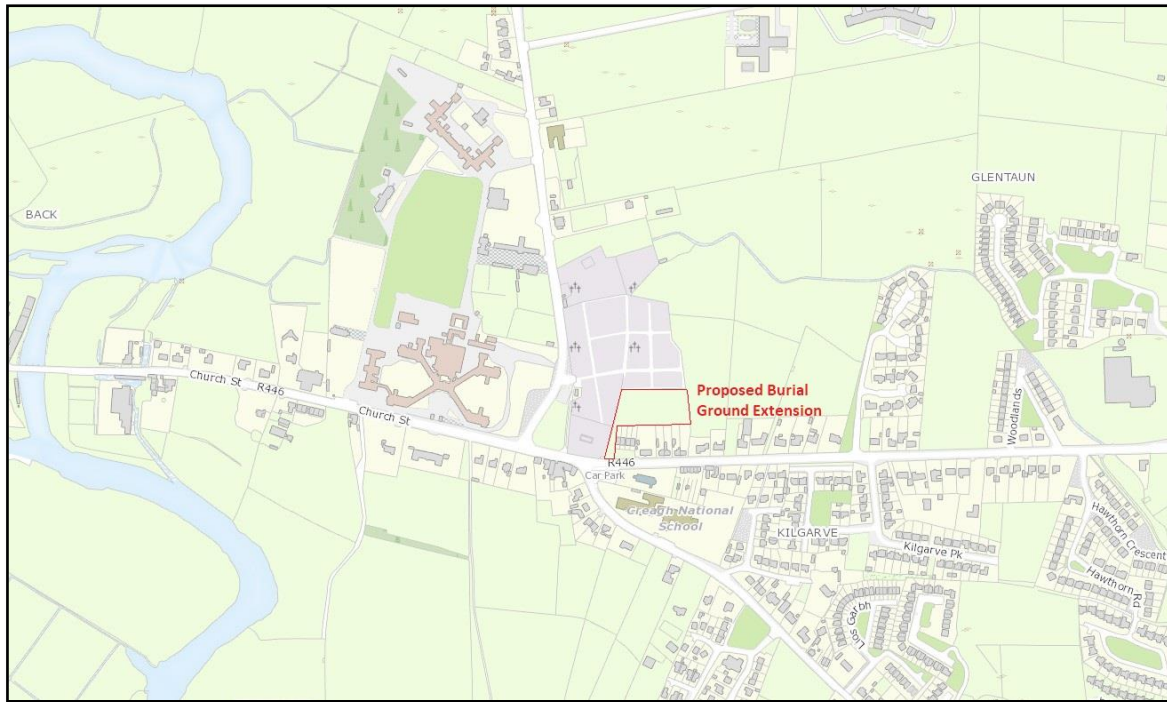 GLENTAUN
BACK
Church St R446
Church St
Proposed Burial
Ground Extension
Woodlands
R446
Car Park
Creagh National
School
KILGARVE
Kilgarve Pk
Hawthorn Crescent
Hawthorn
Rd
Lios Garbh